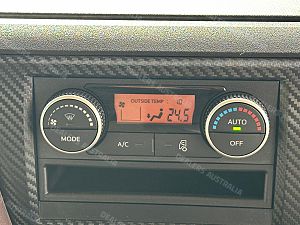 OUTSIDE TEMP
24.5
MODE
AUTO
OFF
A/C
DEALERS AUSTRALIA